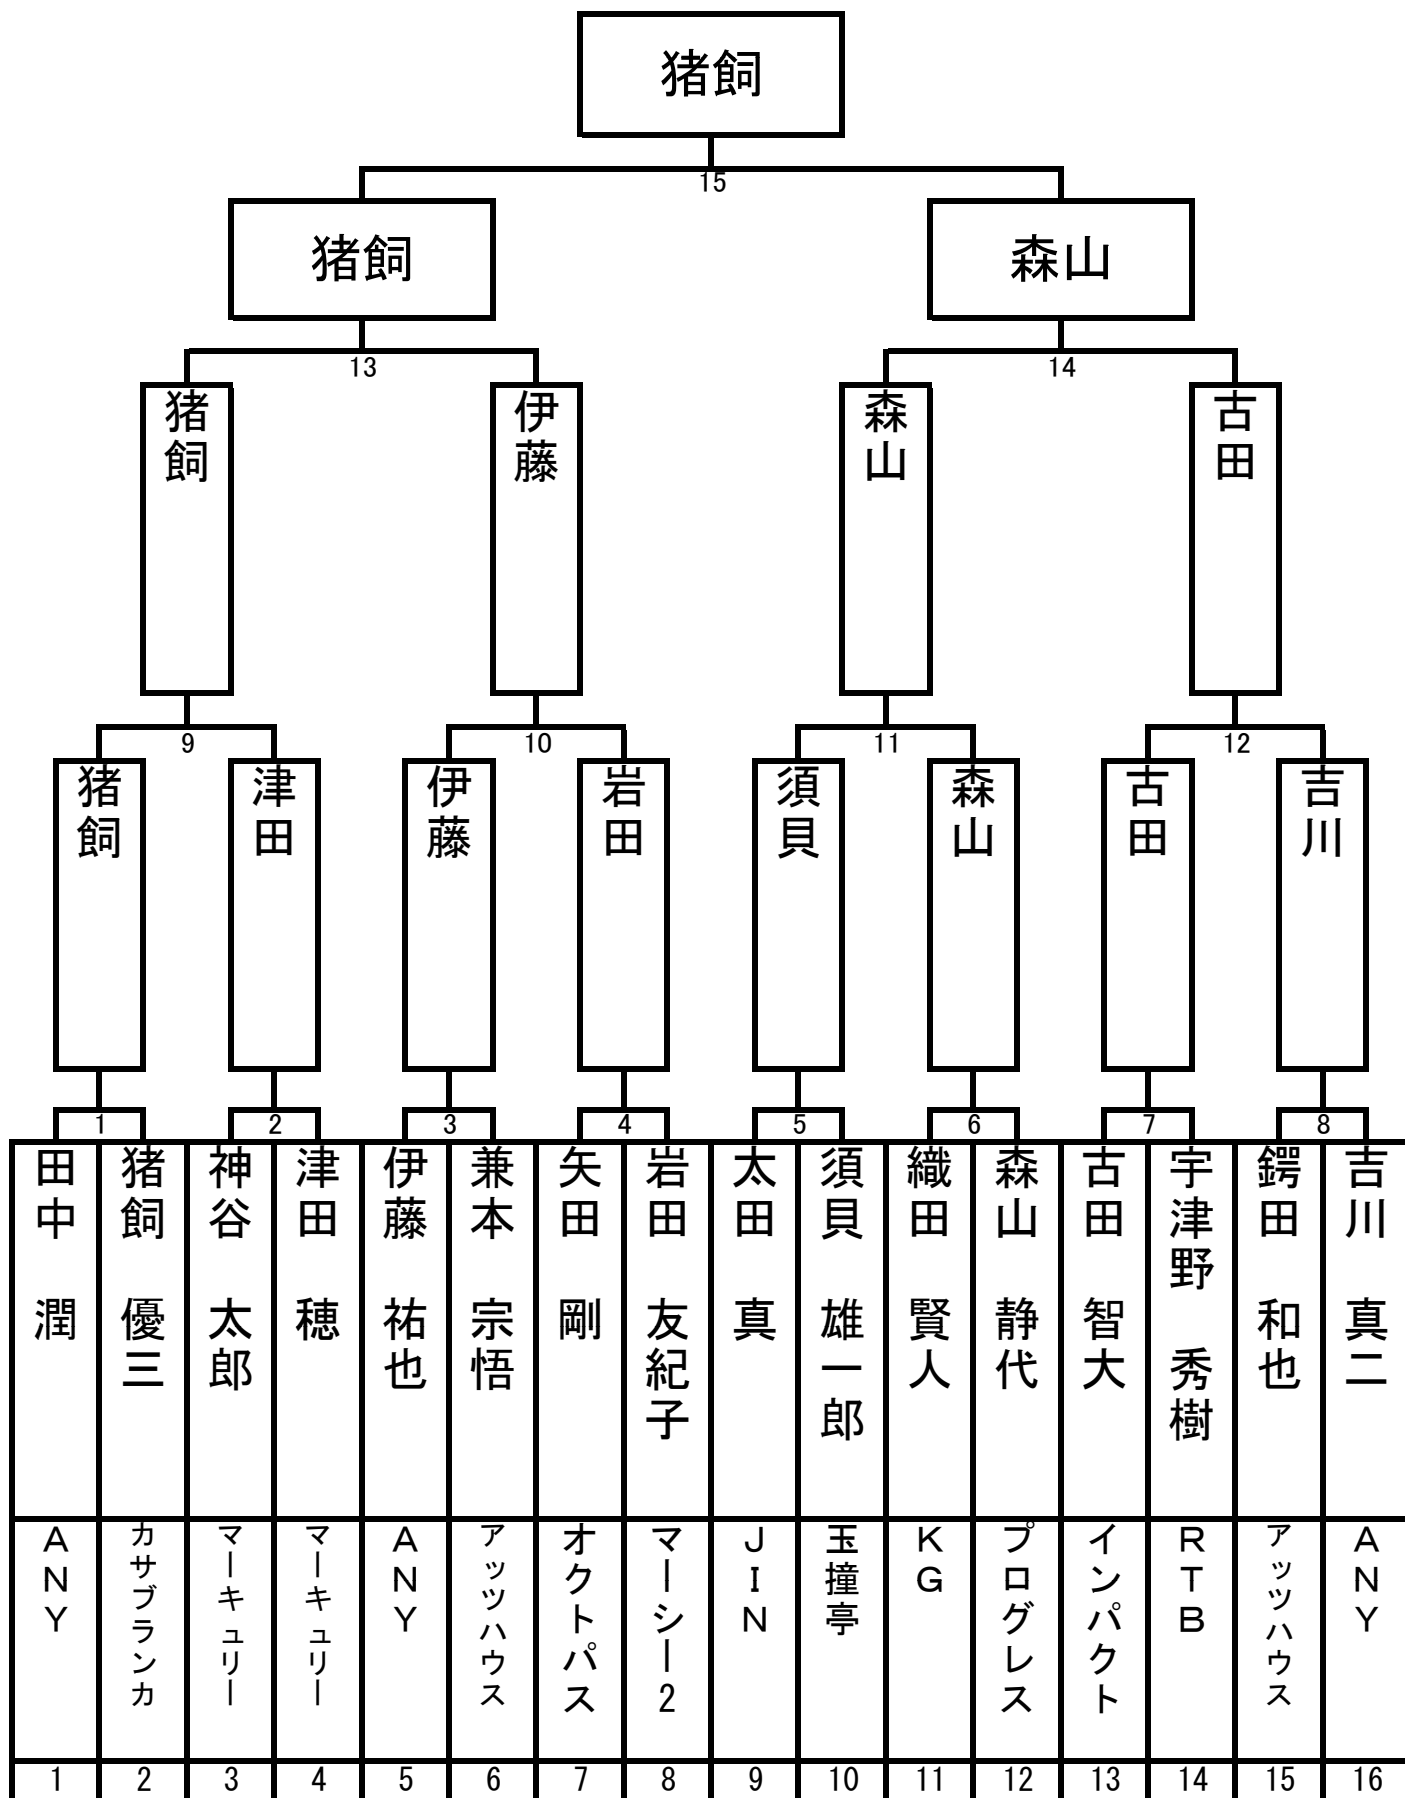 猪飼
15
猪飼
森山
13
14
猪飼
伊藤
森山
古田
9
10
11
12
猪飼
津田
伊藤
岩田
須貝
森山
古田
吉川
1
2
3
4
5
6
7
8
田中 潤
猪飼 優三
神谷 太郎
津田 穂
伊藤 祐也
兼本 宗悟
矢田 剛
岩田 友紀子
太田 真
須貝 雄一郎
織田 賢人
森山 静代
古田 智大
宇津野 秀樹
鍔田 和也
吉川 真二
ANY
カサブランカ
マーキュリー
マーキュリー
ANY
アッツハウス
オクトパス
マーシー2
JIN
玉撞亭
KG
プログレス
インパクト
RTB
アッツハウス
ANY
1
2
3
4
5
6
7
8
9
10
11
12
13
14
15
16